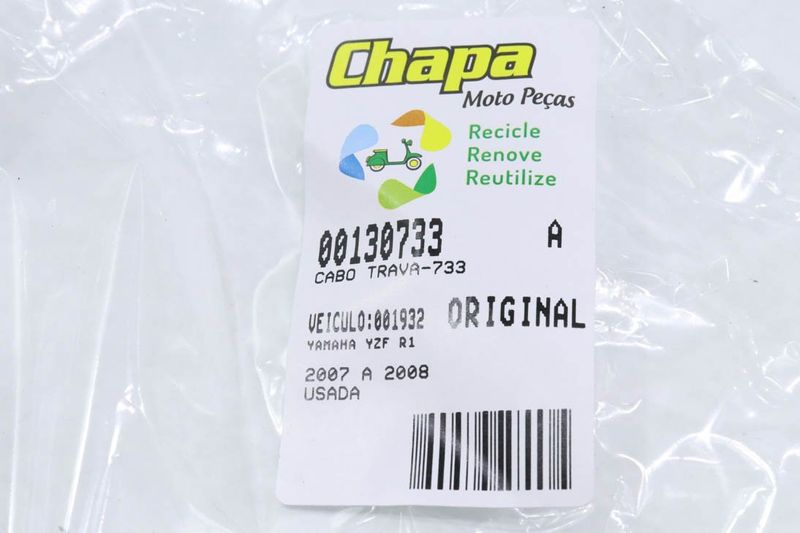 Chapa
Moto Peças
Recicle
Renove
Reutilize
00130733 A
CABO TRAVA-733
VEICULO:001932 ORIGINAL
YAMAHA YZF R1
2007 A 2008
USADA